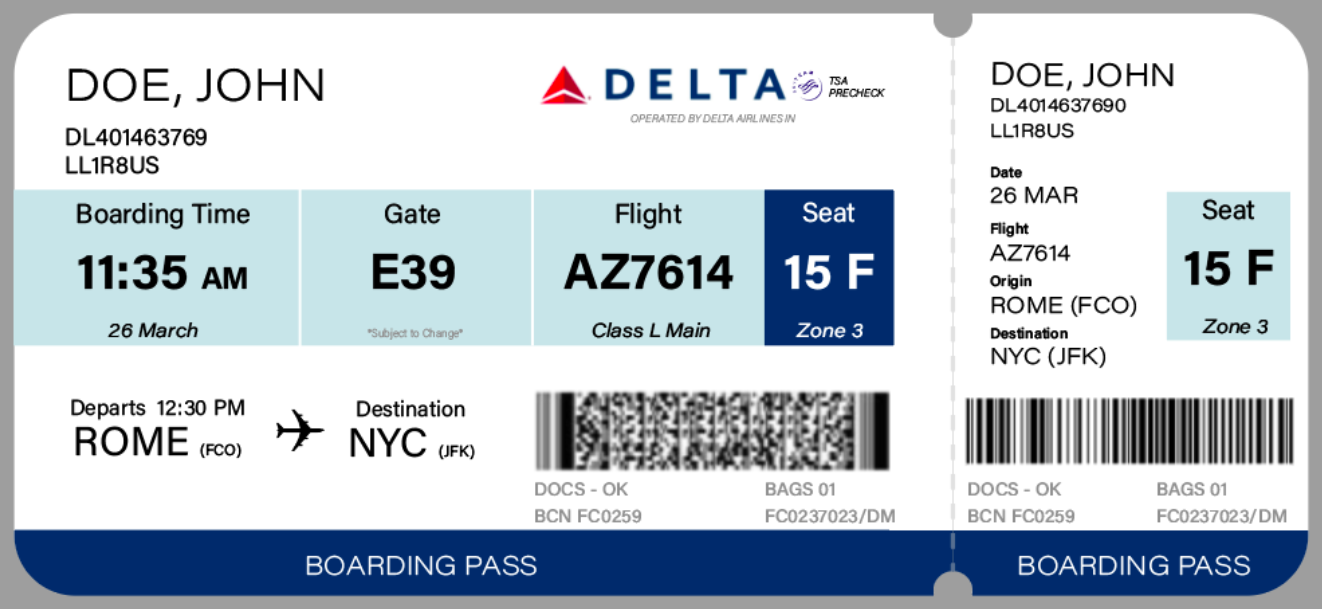 DOE, JOHN
DL401463769
LL1R8US
DELTA
TSA
PRECHECK
OPERATED BY DELTA AIRLINES IN
Boarding Time
11:35 AM
26 March
Gate
E39
*Subject to Change*
Flight
AZ7614
Class L Main
Seat
15 F
Zone 3
Departs 12:30 PM
ROME (FCO)
Destination
NYC (JFK)
DOCS - OK BAGS 01
BCN FC0259 FC0237023/DM
BOARDING PASS
DOE, JOHN
DL4014637690
LL1R8US
Date
26 MAR
Flight
AZ7614
Origin
ROME (FCO)
Destination
NYC (JFK)
Seat
15 F
Zone 3
DOCS - OK BAGS 01
BCN FC0259 FC0237023/DM
BOARDING PASS